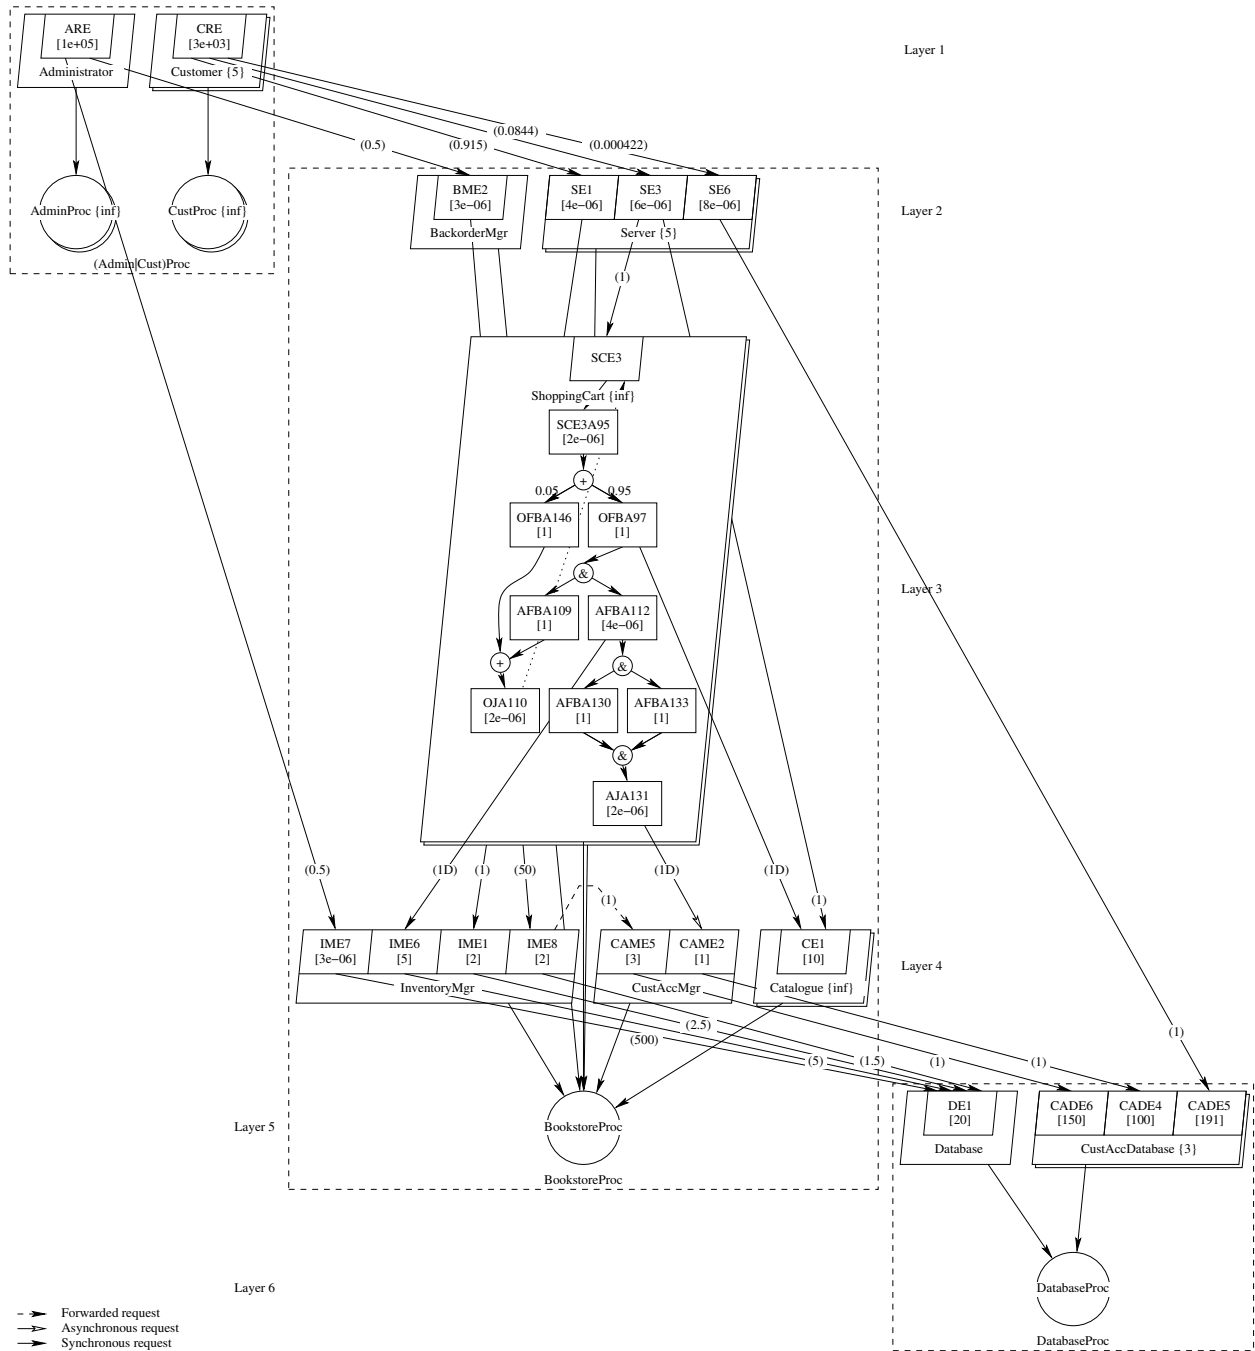 ARE
[1e+05]
Administrator
CRE
[3e+03]
Customer {5}
Layer 1
(0.5)
(0.915)
(0.0844)
(0.000422)
AdminProc {inf}
CustProc {inf}
(Admin|Cust)Proc
BME2
[3e−06]
BackorderMgr
SE1
[4e−06]
SE3
[6e−06]
SE6
[8e−06]
Server {5}
Layer 2
(1)
SCE3
ShoppingCart {inf}
SCE3A95
[2e−06]
+
0.05
0.95
OFBA146
[1]
OFBA97
[1]
&
Layer 3
AFBA109
[1]
AFBA112
[4e−06]
+
&
OJA110
[2e−06]
AFBA130
[1]
AFBA133
[1]
&
AJA131
[2e−06]
(0.5)
(1D)
(1)
(50)
(1)
(1D)
(1D)
(1)
IME7
[3e−06]
IME6
[5]
IME1
[2]
IME8
[2]
InventoryMgr
CAME5
[3]
CAME2
[1]
CustAccMgr
CE1
[10]
Catalogue {inf}
Layer 4
(500)
(2.5)
(5)
(1.5)
(1)
(1)
(1)
Layer 5
BookstoreProc
BookstoreProc
DE1
[20]
Database
CADE6
[150]
CADE4
[100]
CADE5
[191]
CustAccDatabase {3}
Layer 6
DatabaseProc
DatabaseProc
Forwarded request
Asynchronous request
Synchronous request